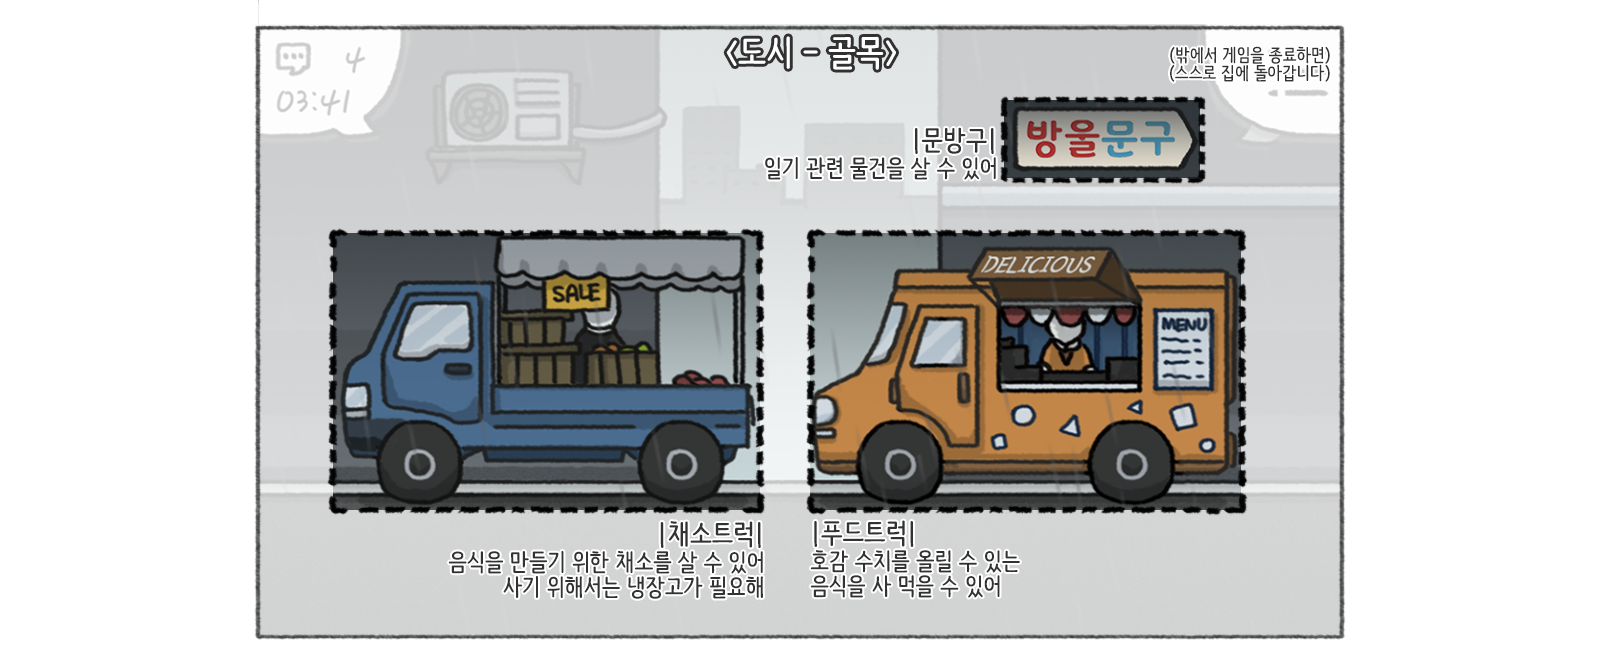 <도시 - 골목>
4
03:41
(밖에서 게임을 종료하면)
(스스로 집에 돌아갑니다)
|문방구|
일기 관련 물건을 살 수 있어
방울문구
SALE
DELICIOUS
MENU
|채소트럭|
음식을 만들기 위한 채소를 살 수 있어
사기 위해서는 냉장고가 필요해
|푸드트럭|
호감 수치를 올릴 수 있는
음식을 사 먹을 수 있어